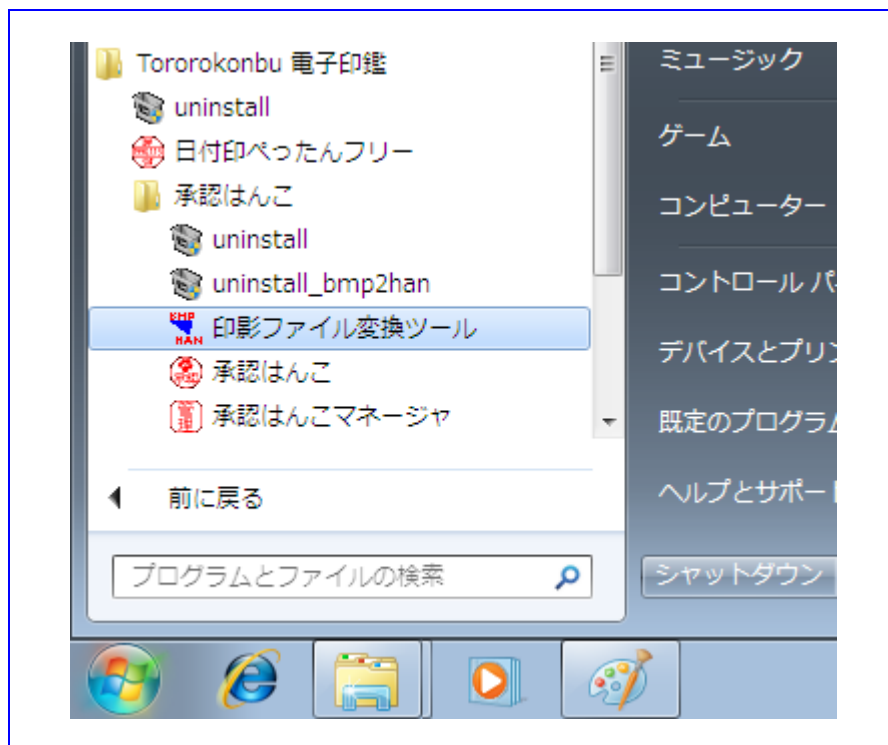 Tororokonbu 電子印鑑
uninstall
日付印ぺったんフリー
承認はんこ
uninstall
uninstall_bmp2han
BMP
HAN
印影ファイル変換ツール
承認はんこ
管理
承認はんこマネージャ
前に戻る
プログラムとファイルの検索
ミュージック
ゲーム
コンピューター
コントロール パ
デバイスとプリン
既定のプログラム
ヘルプとサポート
シャットダウン